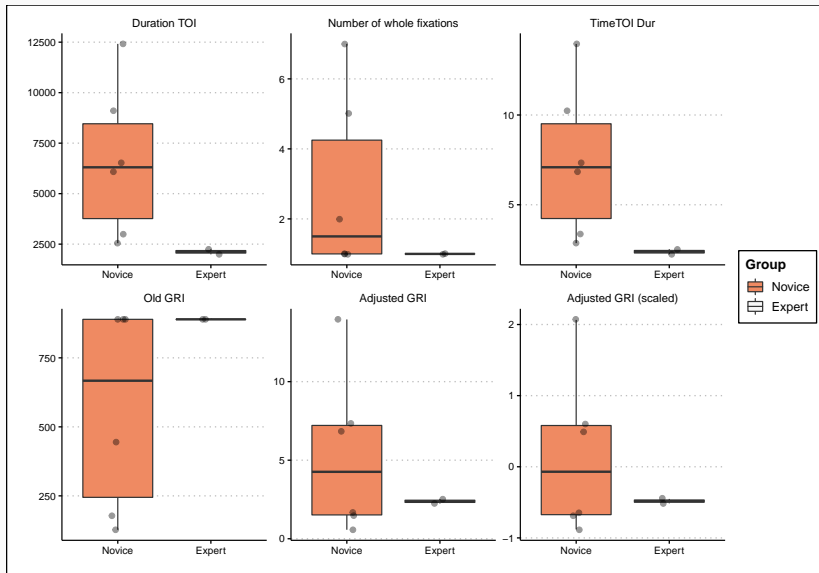 Duration TOI
12500
10000
7500
5000
2500
Novice
Expert
Number of whole fixations
6
4
2
Novice
Expert
TimeTOI Dur
10
5
Novice
Expert
Old GRI
750
500
250
Novice
Expert
Adjusted GRI
10
5
0
Novice
Expert
Adjusted GRI (scaled)
2
1
0
−1
Novice
Expert
Group
Novice
Expert